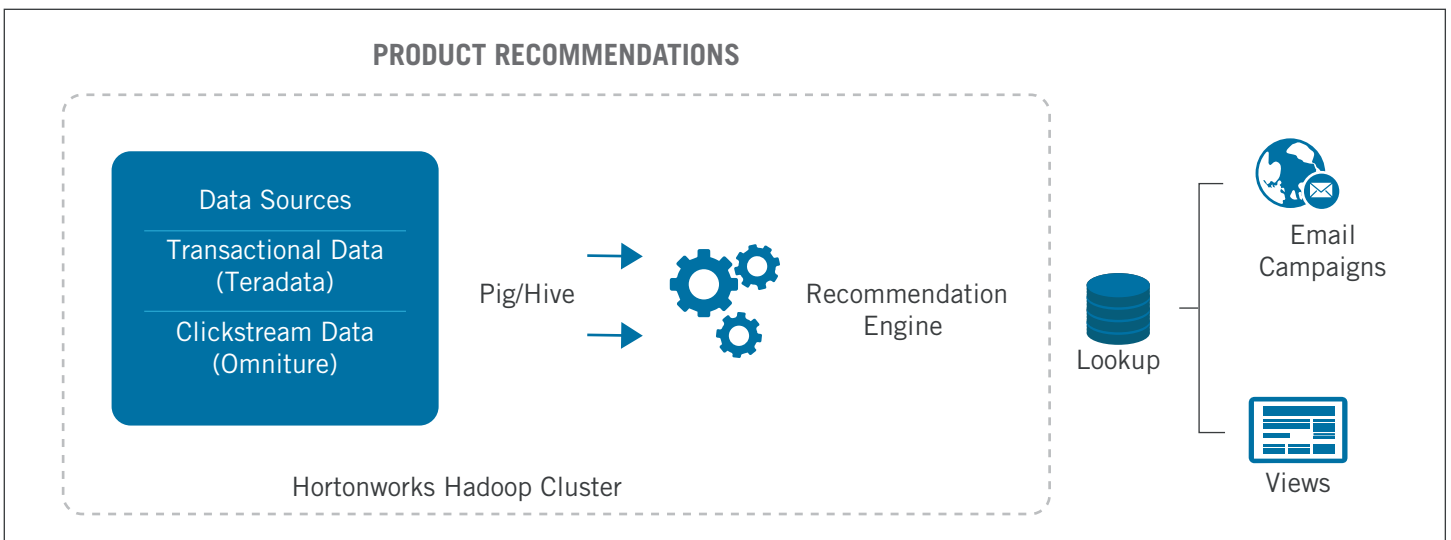 PRODUCT RECOMMENDATIONS
Data Sources
Transactional Data
(Teradata)
Clickstream Data
(Omniture)
Pig/Hive
Recommendation
Engine
Hortonworks Hadoop Cluster
Lookup
Email
Campaigns
Views